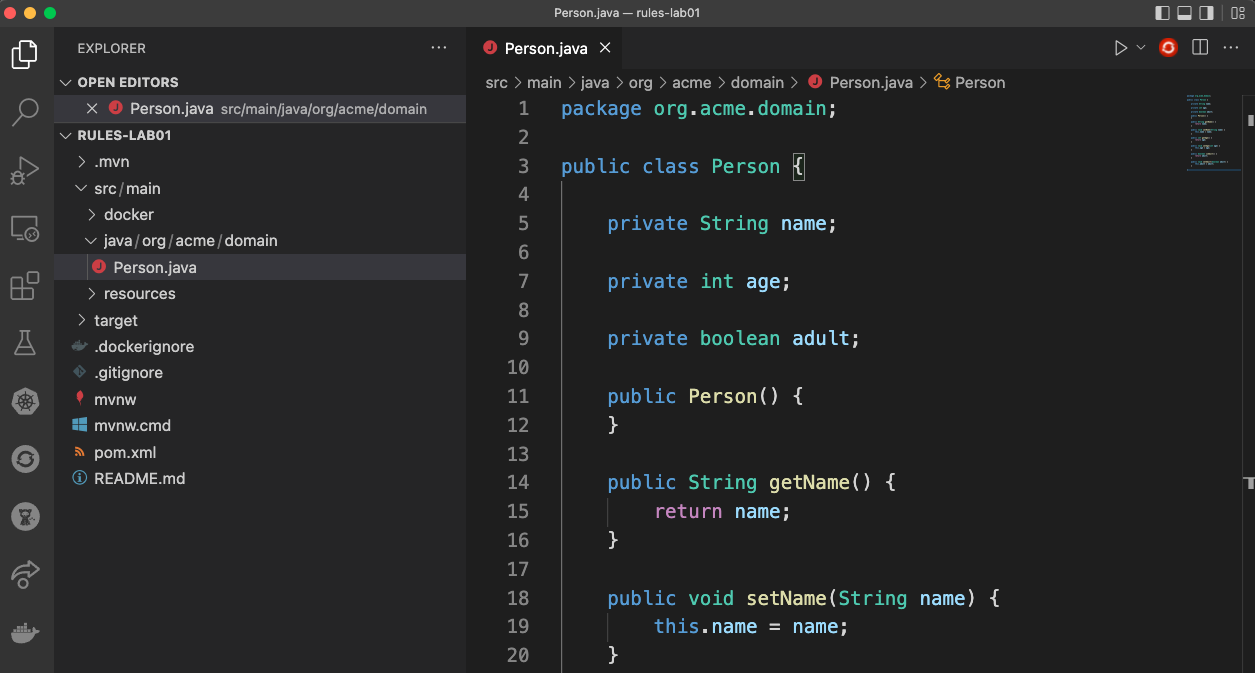 Person.java — rules-lab01
EXPLORER
OPEN EDITORS
Person.java src/main/java/org/acme/domain
RULES-LAB01
.mvn
src/main
docker
java/org/acme/domain
Person.java
resources
target
.dockerignore
.gitignore
mvnw
mvnw.cmd
pom.xml
README.md
Person.java
src > main > java > org > acme > domain > Person.java > Person
1 package org.acme.domain;
2
3 public class Person {
4
5 private String name;
6
7 private int age;
8
9 private boolean adult;
10
11 public Person() {
12 }
13
14 public String getName() {
15 return name;
16 }
17
18 public void setName(String name) {
19 this.name = name;
20 }